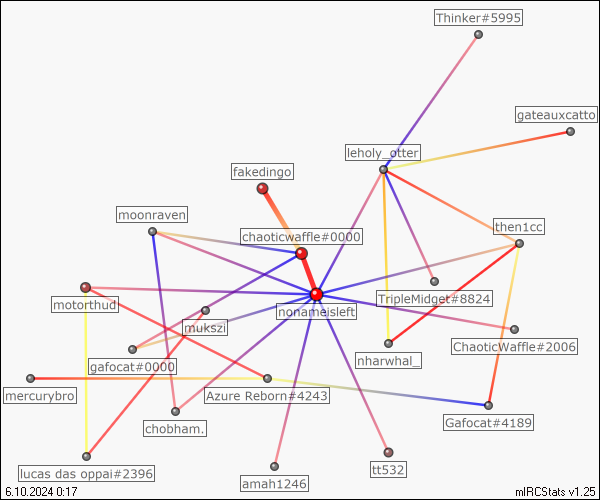 Thinker#5995
gateauxcatto
leholy_otter
fakedingo
moonraven
then1cc
chaoticwaffle#0000
motorthud
TripleMidget#8824
nonameisleft
mukszi
ChaoticWaffle#2006
gafocat#0000
nharwhal_
mercurybro
Azure Reborn#4243
chobham.
Gafocat#4189
lucas das oppai#2396
tt532
amah1246
6.10.2024 0:17
mIRCStats v1.25